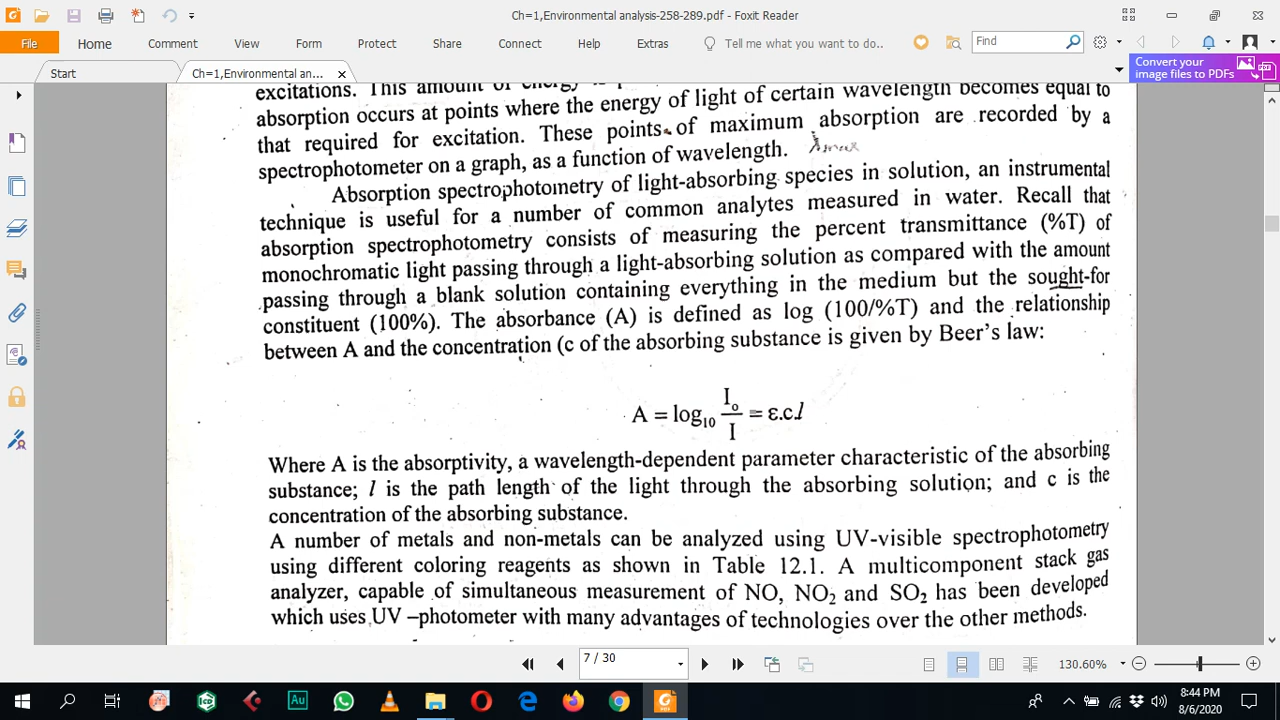 Ch=1,Environmental analysis-258-289.pdf - Foxit Reader
File Home Comment View Form Protect Share Connect Help Extras Tell me what you want to do.. Find
Start Ch=1,Environmental an...
Convert your
image files to PDFs
excitations. This amount of energy is
absorption occurs at points where the energy of light of certain wavelength becomes equal to
that required for excitation. These points of maximum absorption are recorded by a
spectrophotometer on a graph, as a function of wavelength. λmax
Absorption spectrophotometry of light-absorbing species in solution, an instrumental
technique is useful for a number of common analytes measured in water. Recall that
absorption spectrophotometry consists of measuring the percent transmittance (%T) of
monochromatic light passing through a light-absorbing solution as compared with the amount
passing through a blank solution containing everything in the medium but the sought-for
constituent (100%). The absorbance (A) is defined as log (100/%T) and the relationship
between A and the concentration (c of the absorbing substance is given by Beer's law:
A = log₁₀ I₀/I = ε.c.l
Where A is the absorptivity, a wavelength-dependent parameter characteristic of the absorbing
substance; l is the path length of the light through the absorbing solution; and c is the
concentration of the absorbing substance.
A number of metals and non-metals can be analyzed using UV-visible spectrophotometry
using different coloring reagents as shown in Table 12.1. A multicomponent stack gas
analyzer, capable of simultaneous measurement of NO, NO₂ and SO₂ has been developed
which uses UV –photometer with many advantages of technologies over the other methods.
7 / 30
130.60%
8:44 PM
8/6/2020